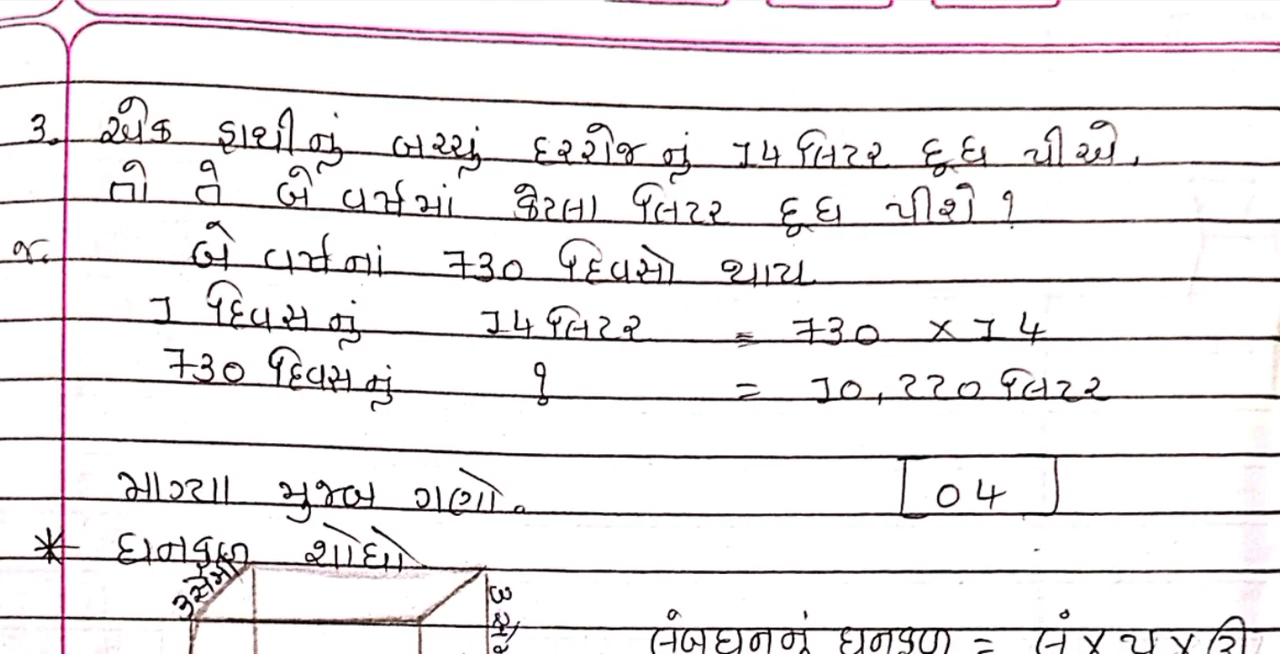 3. એક હાથીનું બચ્ચું દરરોજનું 14 લિટર દૂધ પીએ,
તો તે બે વર્ષમાં કેટલા લિટર દૂધ પીશે ?
જ. બે વર્ષનાં 730 દિવસો થાય
1 દિવસનું 14 લિટર = 730 × 14
730 દિવસનું ? = 10,220 લિટર
માગ્યા મુજબ ગણો. 04
* ઘનફળ શોધો
3 સેમી
લંબઘનનું ઘનફળ = લં × પ × ઊ